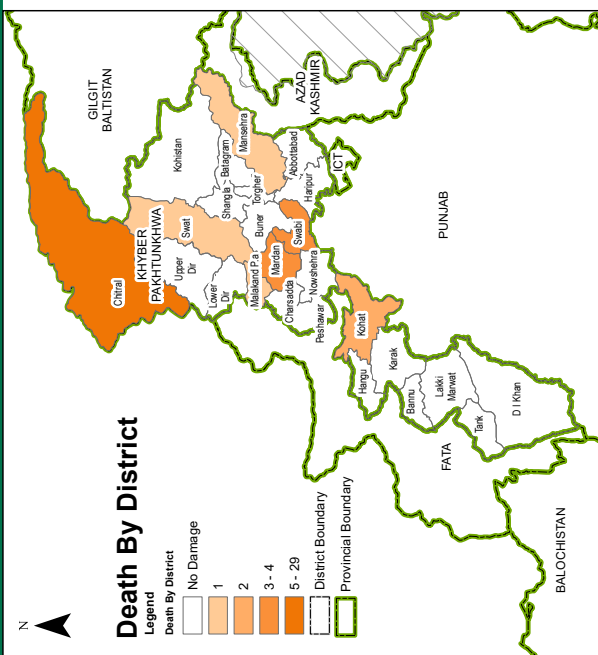 N
Death By District
Legend
Death By District
No Damage
1
2
3 - 4
5 - 29
District Boundary
Provincial Boundary
GILGIT
BALTISTAN
Chitral
KHYBER
PAKHTUNKHWA
Kohistan
Swat
Upper
Dir
Lower
Dir
Shangla
Batagram
Mansehra
Torgher
Buner
Malakand P.a
Mardan
Swabi
Charsadda
Nowshehra
Peshawar
Abbottabad
Haripur
AZAD
KASHMIR
ICT
Kohat
Hangu
Karak
Bannu
Lakki
Marwat
Tank
D I Khan
FATA
PUNJAB
BALOCHISTAN